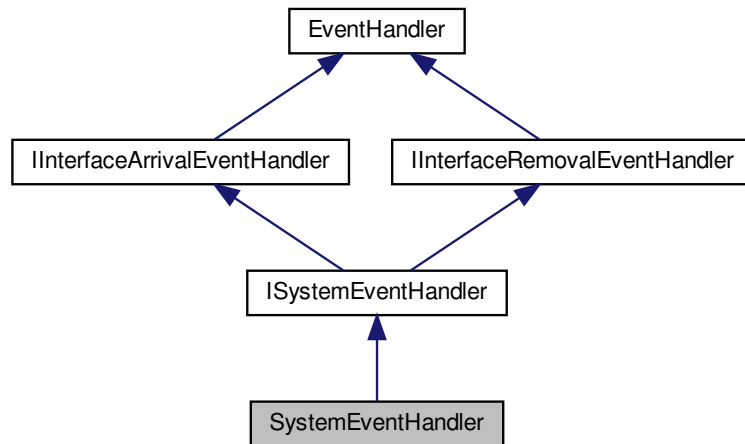 EventHandler
IInterfaceArrivalEventHandler
IInterfaceRemovalEventHandler
ISystemEventHandler
SystemEventHandler